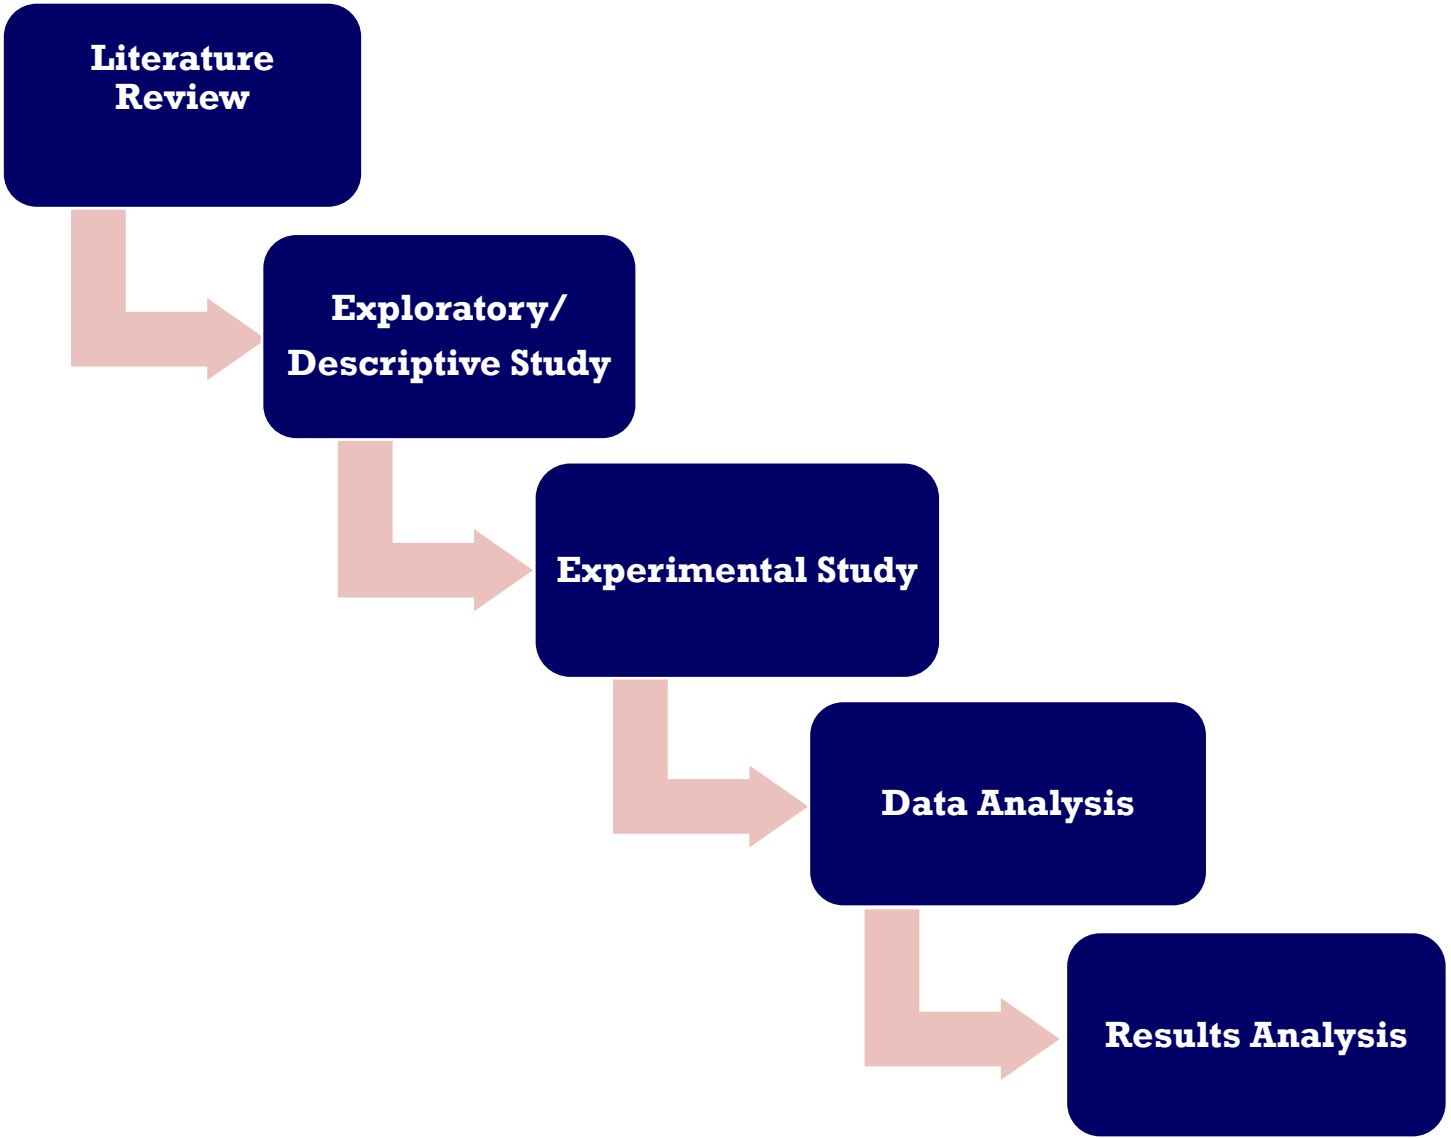 Literature
Review
Exploratory/
Descriptive Study
Experimental Study
Data Analysis
Results Analysis